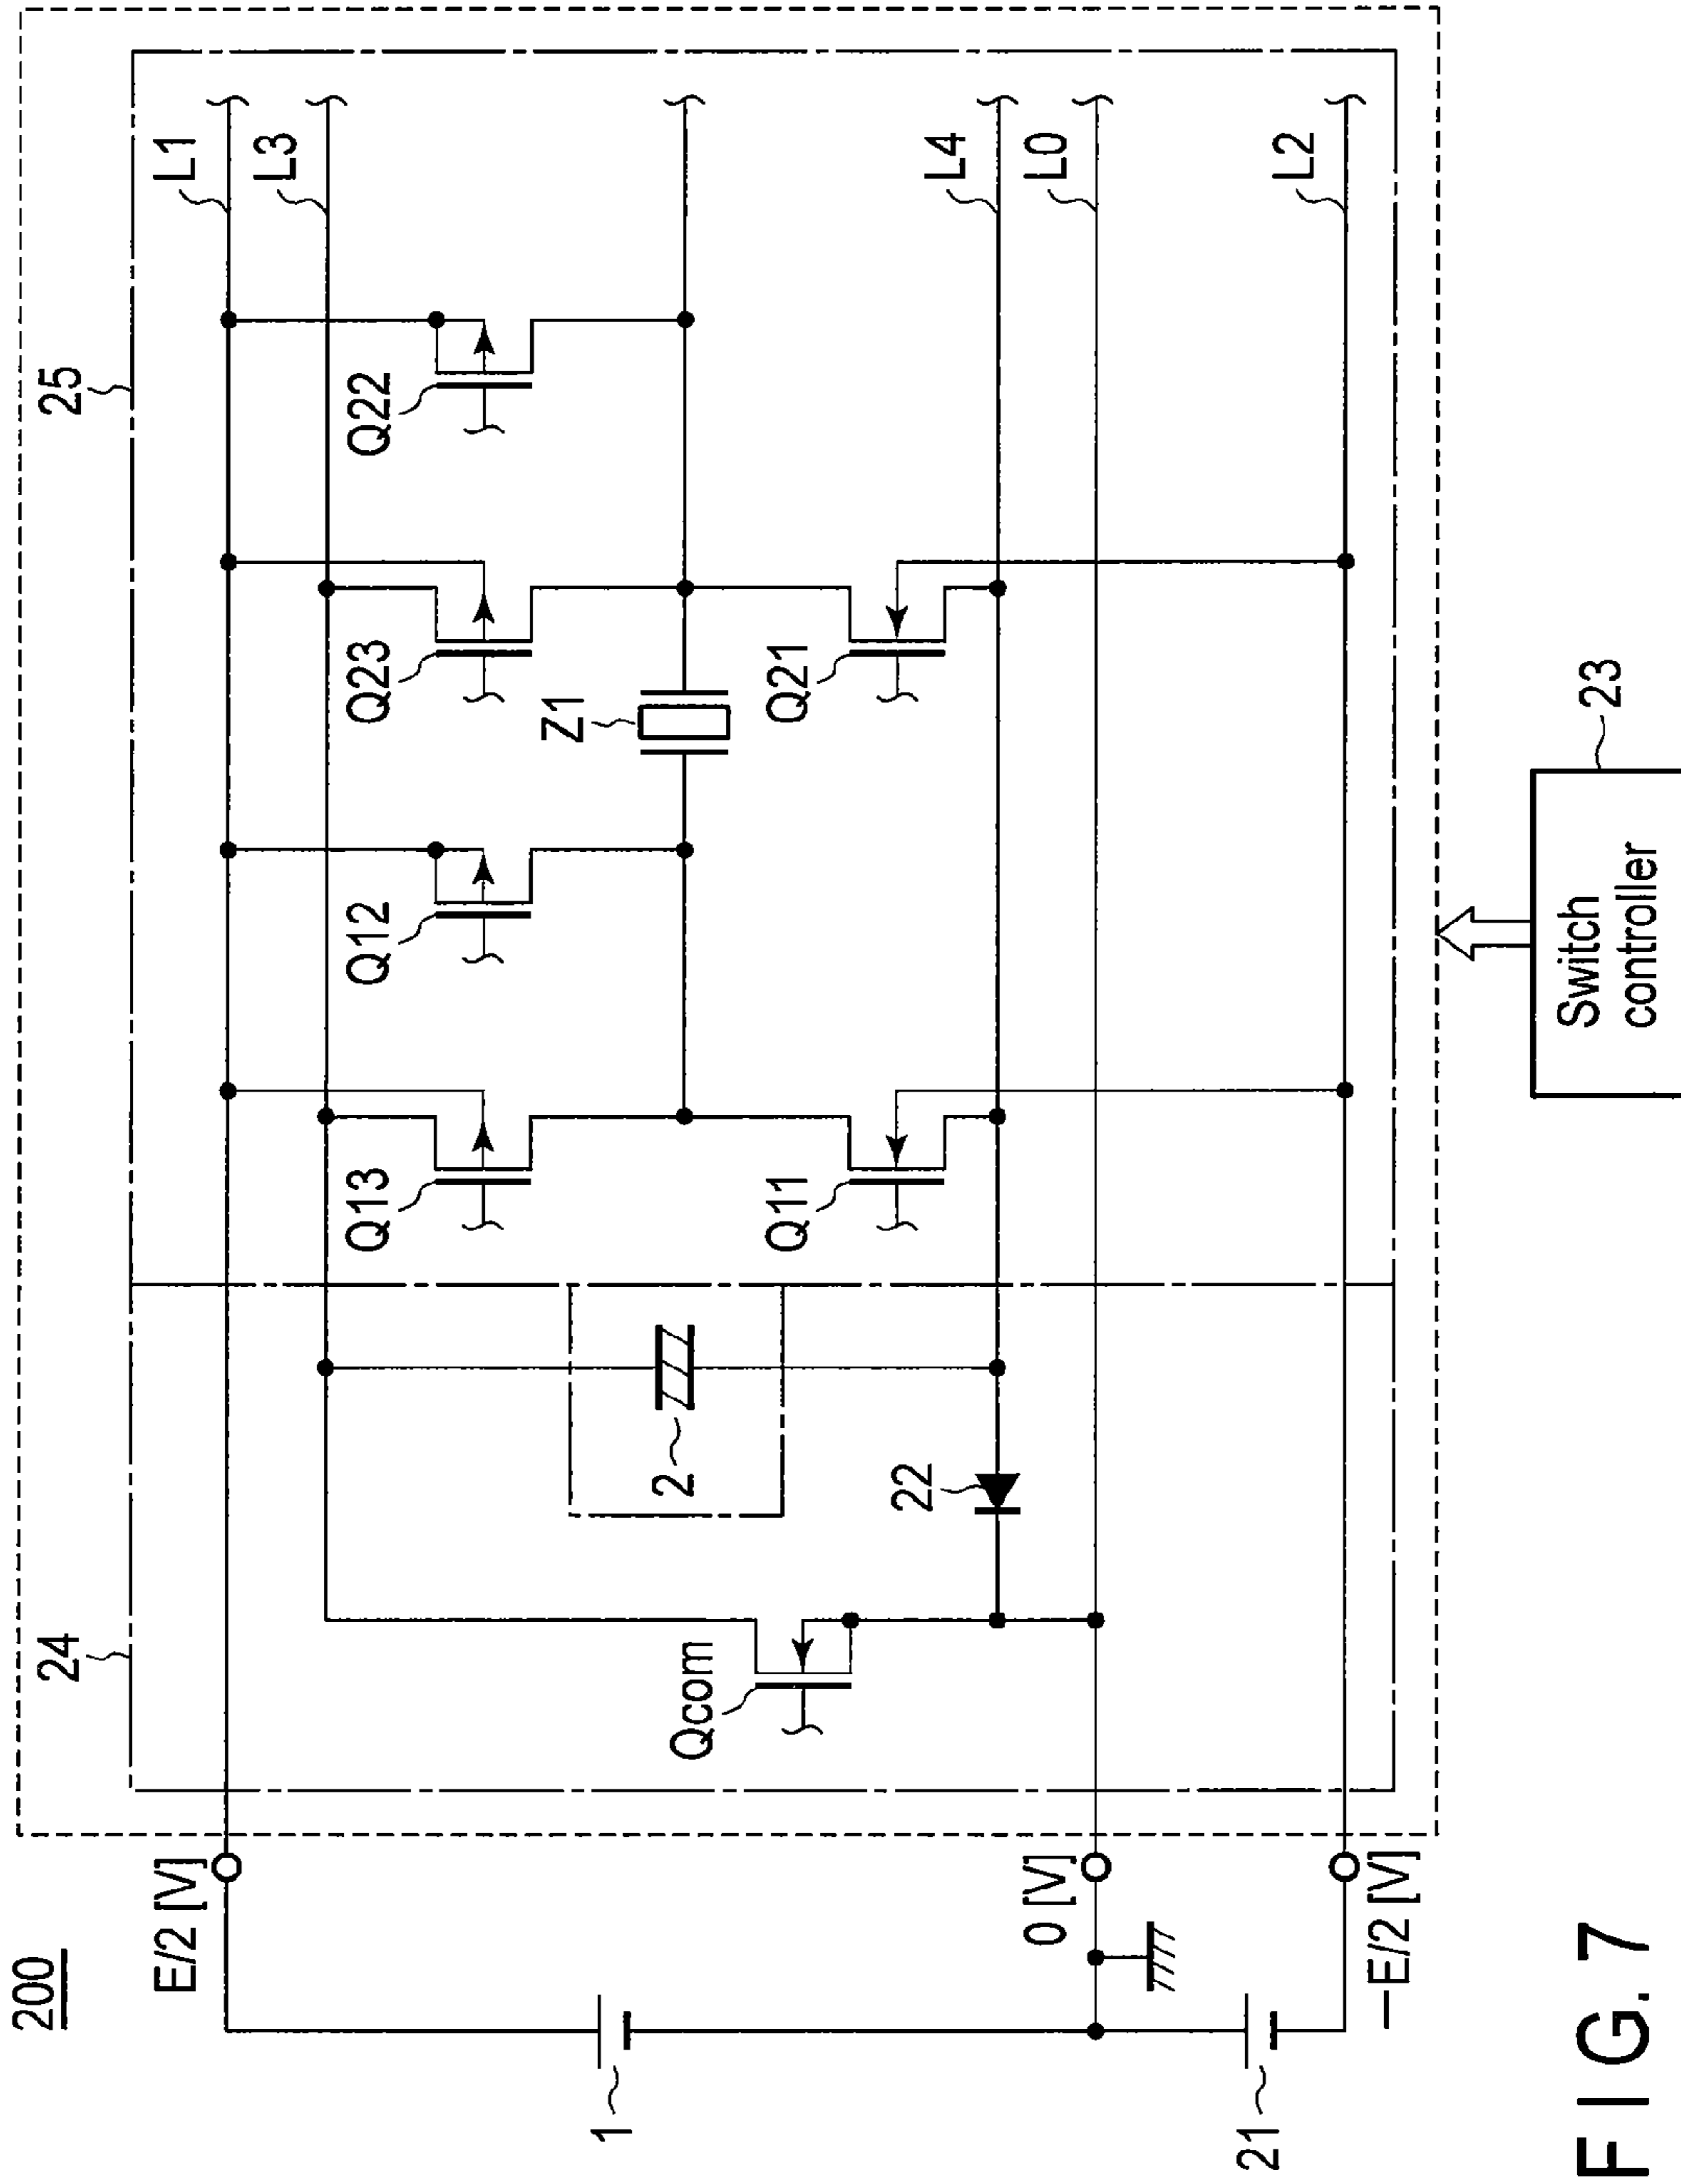 200
24
25
E/2 [V]
L1
L3
Q13
Q12
Q23
Q22
Z1
2
Qcom
22
Q11
Q21
L4
L0
L2
1
0 [V]
21
—E/2 [V]
Switch
controller
23
FIG. 7